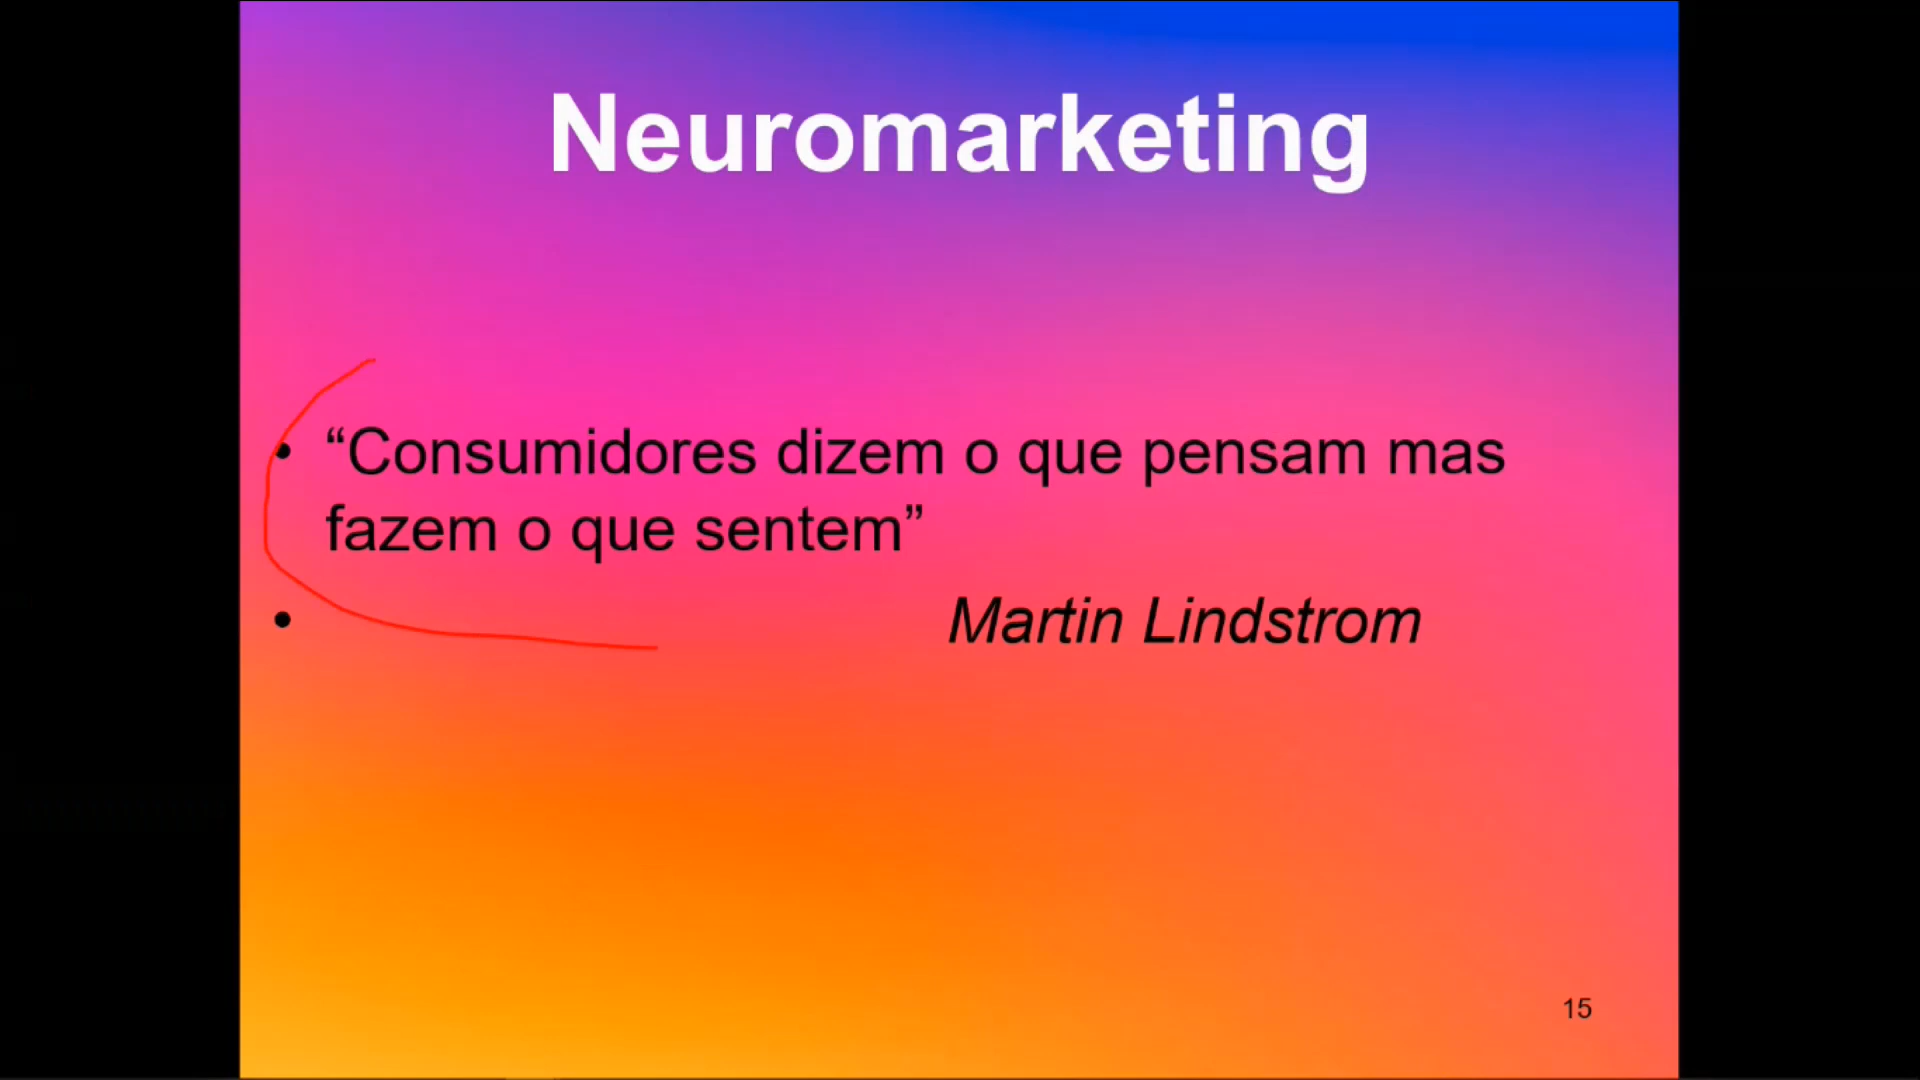 Neuromarketing
• “Consumidores dizem o que pensam mas
fazem o que sentem”
• Martin Lindstrom
15